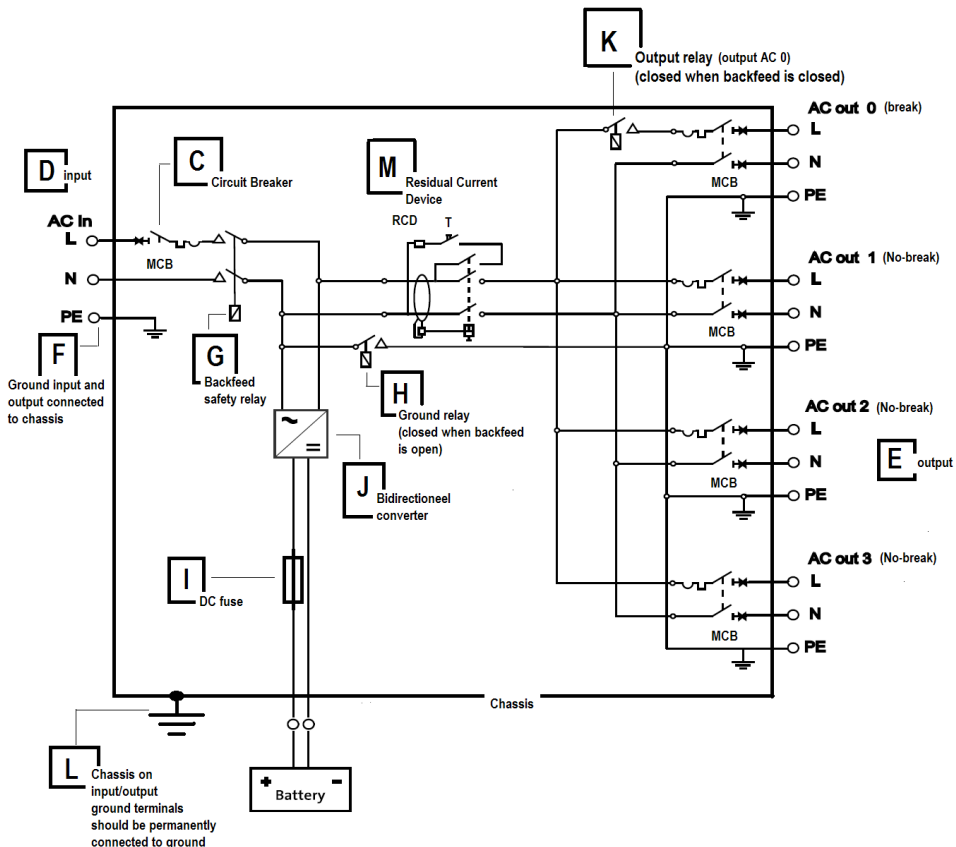 K
Output relay (output AC 0)
(closed when backfeed is closed)
AC out 0 (break)
L
N
MCB
PE
D input
C
Circuit Breaker
M
Residual Current
Device
AC in
L
MCB
N
PE
RCD T
AC out 1 (No-break)
L
N
MCB
PE
F
Ground input and
output connected
to chassis
G
Backfeed
safety relay
H
Ground relay
(closed when backfeed
is open)
~
=
J
Bidirectioneel
converter
AC out 2 (No-break)
L
N
MCB
PE
E output
I
DC fuse
AC out 3 (No-break)
L
N
MCB
PE
Chassis
L
Chassis on
input/output
ground terminals
should be permanently
connected to ground
+ -
Battery